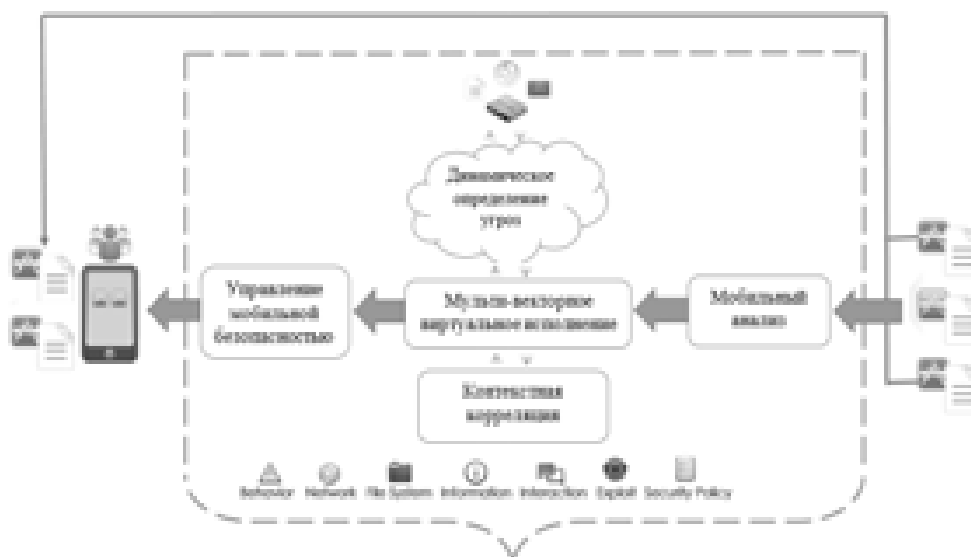 Динамическое
определение
угроз
Управление
мобильной
безопасностью
Мульти-векторное
виртуальное исполнение
Мобильный
анализ
Контекстная
корреляция
Behavior Network File System Information Interaction Exploit Security Policy